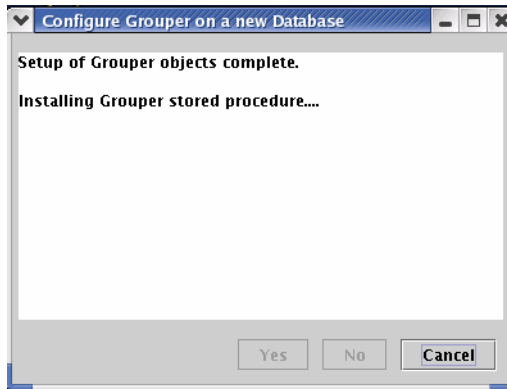 Configure Grouper on a new Database
Setup of Grouper objects complete.
Installing Grouper stored procedure....
Yes
No
Cancel